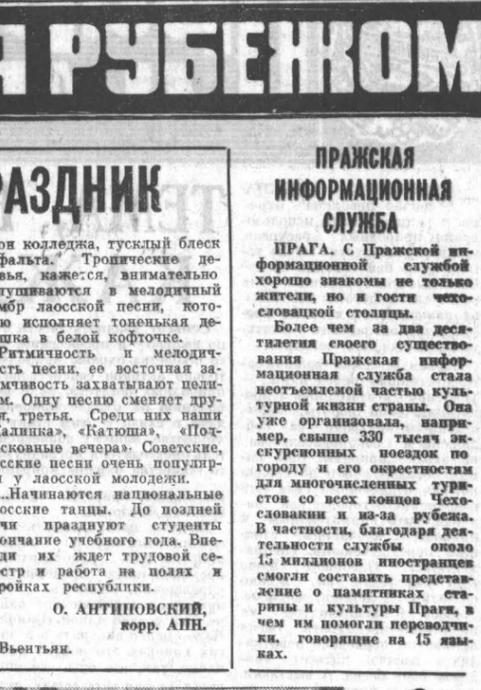 Я РУБЕЖОМ
РАЗДНИК
он колледжа, тусклый блеск
фальта. Тропические де-
вья, кажется, внимательно
лушиваются в мелодичный
мбр лаосской песни, кото-
ю исполняет тоненькая де-
шка в белой кофточке.
Ритмичность и мелодич-
сть песни, ее восточная за-
мчивость захватывают цели-
м. Одну песню сменяет дру-
я, третья. Среди них наши
алинка», «Катюша», «Под-
сковные вечера». Советские,
сские песни очень популяр-
у лаосской молодежи.
...Начинаются национальные
осские танцы. До поздней
чи празднуют студенты
ончание учебного года. Впе-
ди их ждет трудовой се-
стр и работа на полях и
ройках республики.
О. АНТИПОВСКИЙ,
корр. АПН.
Вьентьян.
ПРАЖСКАЯ
ИНФОРМАЦИОННАЯ
СЛУЖБА
ПРАГА. С Пражской ин-
формационной службой
хорошо знакомы не только
жители, но и гости чехо-
словацкой столицы.
Более чем за два деся-
тилетия своего существо-
вания Пражская инфор-
мационная служба стала
неотъемлемой частью куль-
турной жизни страны. Она
уже организовала, напри-
мер, свыше 330 тысяч эк-
скурсионных поездок по
городу и его окрестностям
для многочисленных тури-
стов со всех концов Чехо-
словакии и из-за рубежа.
В частности, благодаря дея-
тельности службы около
15 миллионов иностранцев
смогли составить представ-
ление о памятниках ста-
рины и культуры Праги, в
чем им помогли переводчи-
ки, говорящие на 15 язы-
ках.